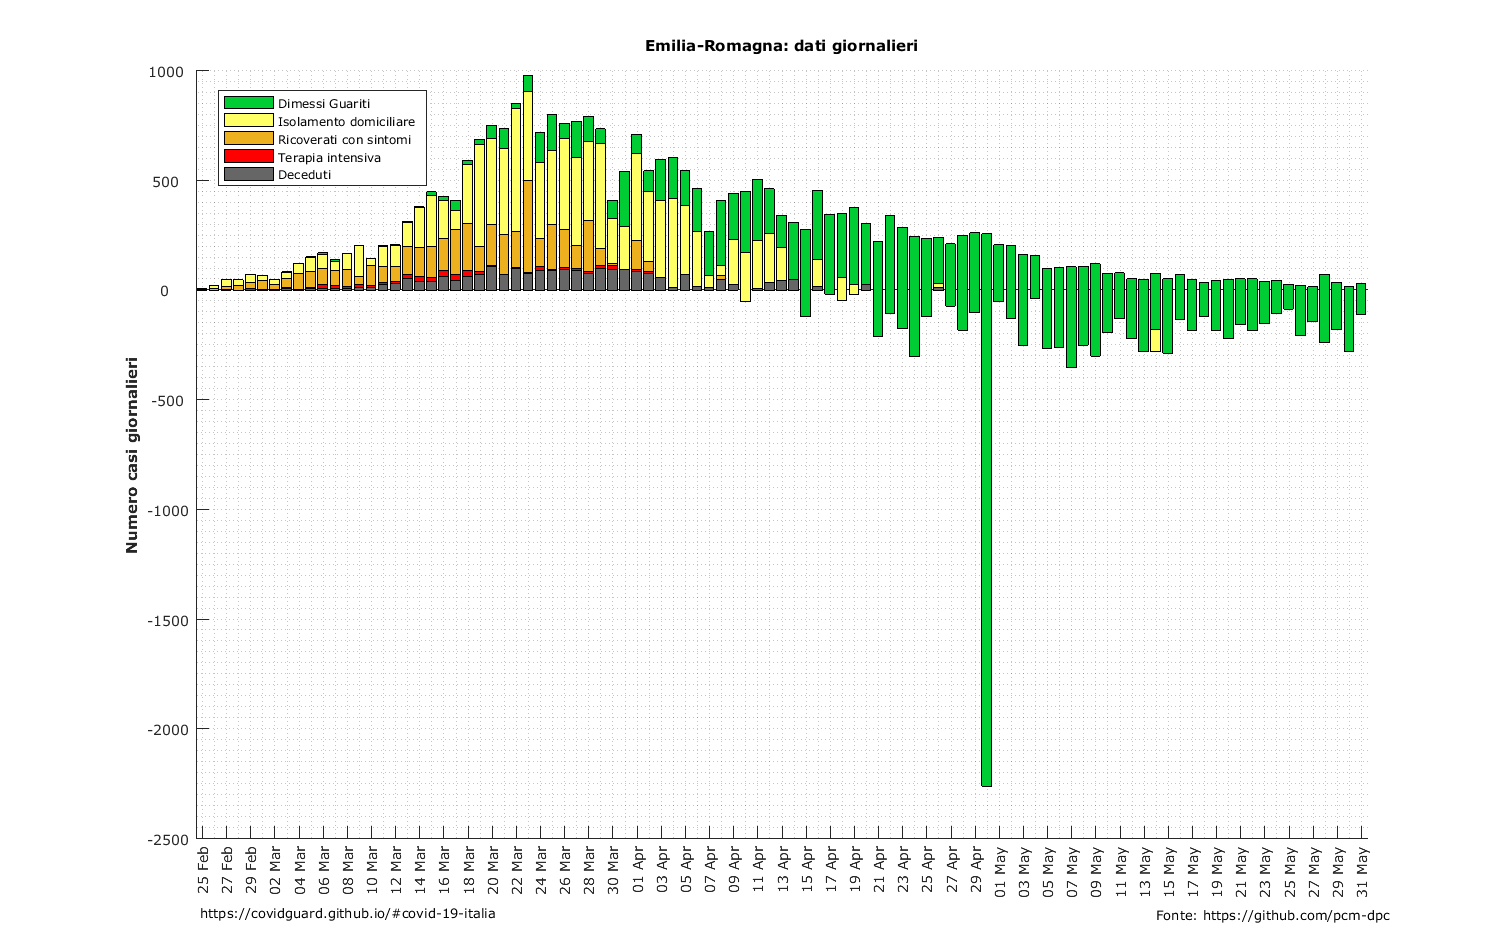 Emilia-Romagna: dati giornalieri
1000
500
0
-500
-1000
-1500
-2000
-2500
Numero casi giornalieri
Dimessi Guariti
Isolamento domiciliare
Ricoverati con sintomi
Terapia intensiva
Deceduti
25 Feb
27 Feb
29 Feb
02 Mar
04 Mar
06 Mar
08 Mar
10 Mar
12 Mar
14 Mar
16 Mar
18 Mar
20 Mar
22 Mar
24 Mar
26 Mar
28 Mar
30 Mar
01 Apr
03 Apr
05 Apr
07 Apr
09 Apr
11 Apr
13 Apr
15 Apr
17 Apr
19 Apr
21 Apr
23 Apr
25 Apr
27 Apr
29 Apr
01 May
03 May
05 May
07 May
09 May
11 May
13 May
15 May
17 May
19 May
21 May
23 May
25 May
27 May
29 May
31 May
https://covidguard.github.io/#covid-19-italia
Fonte: https://github.com/pcm-dpc